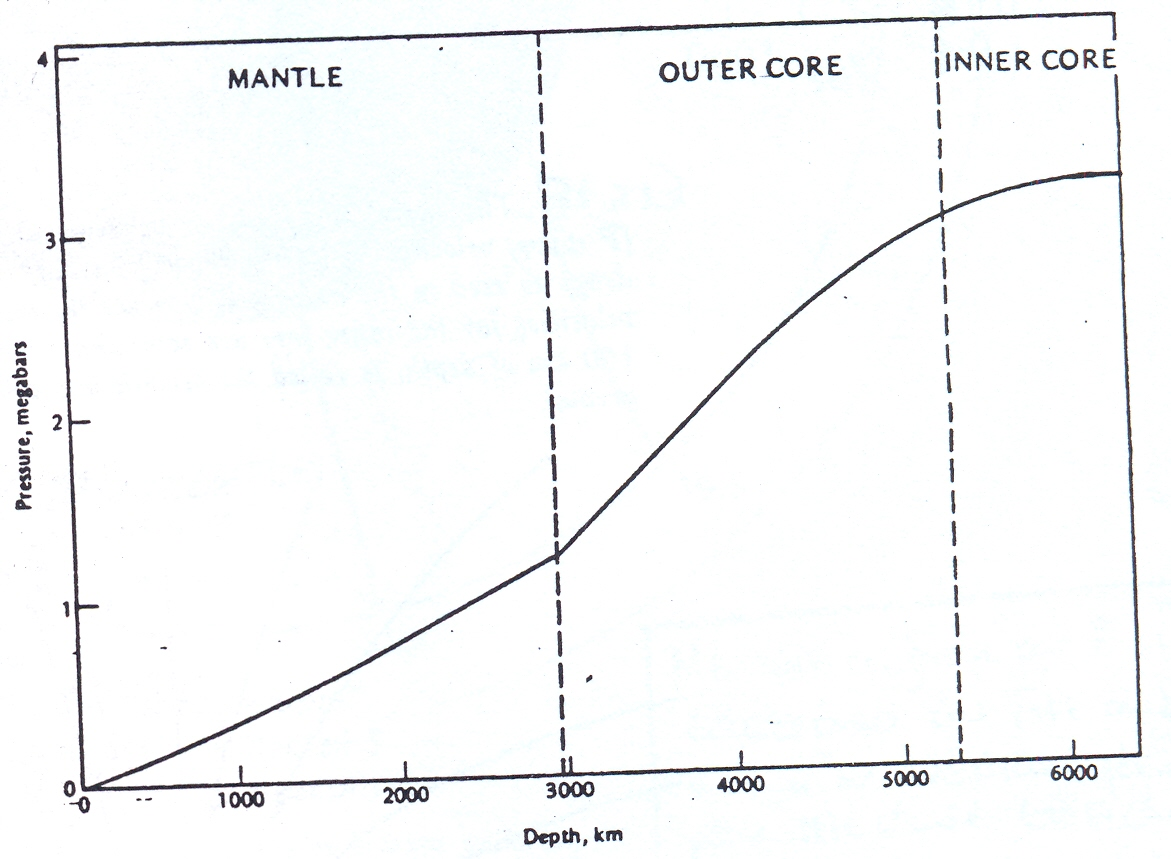 4
MANTLE
OUTER CORE
INNER CORE
3
2
1
0
Pressure, megabars
0
1000
2000
3000
4000
5000
6000
Depth, km